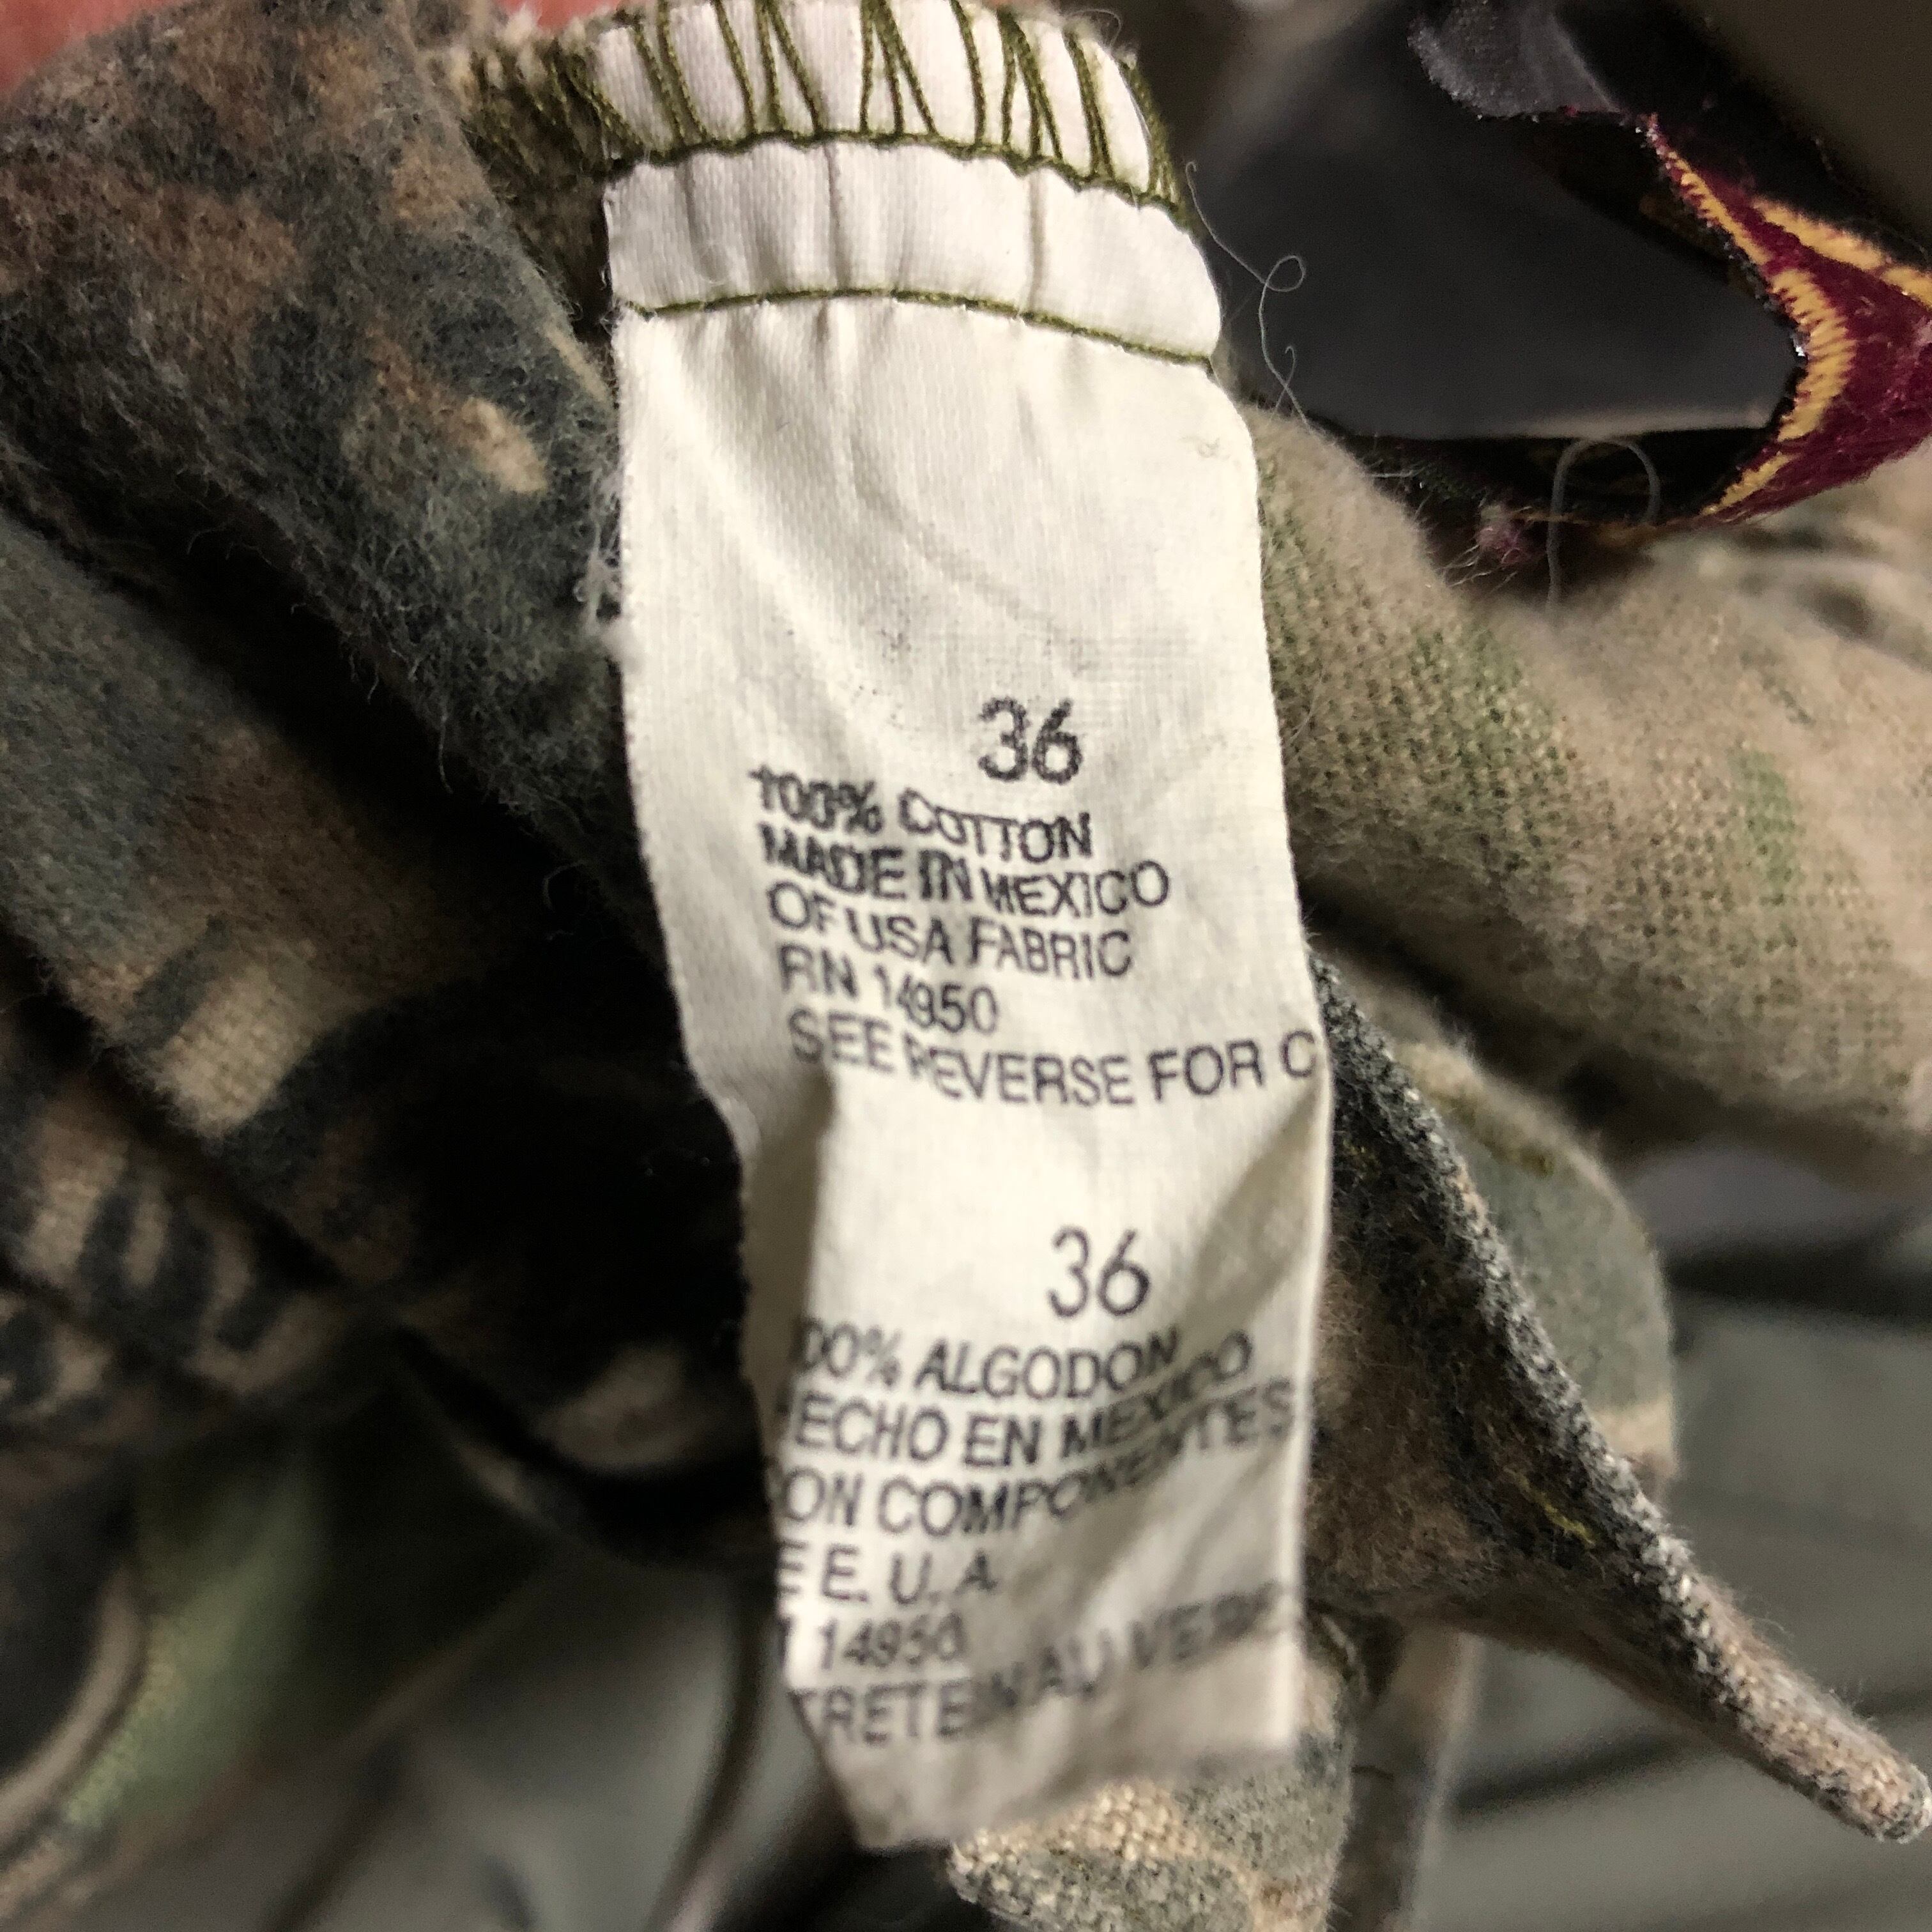 36
100% COTTON
MADE IN MEXICO
OF USA FABRIC
RN 14950
SEE REVERSE FOR C
36
00% ALGODON
ECHO EN MEXICO
ON COMPONENTES
E. U. A.
14950